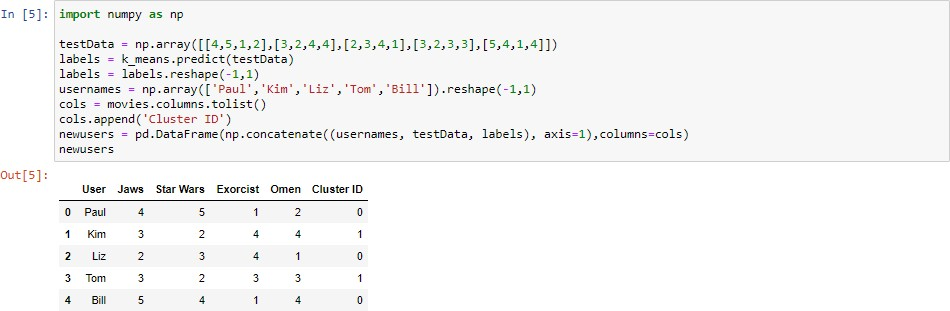 In [5]: import numpy as np
testData = np.array([[4,5,1,2],[3,2,4,4],[2,3,4,1],[3,2,3,3],[5,4,1,4]])
labels = k_means.predict(testData)
labels = labels.reshape(-1,1)
usernames = np.array(['Paul','Kim','Liz','Tom','Bill']).reshape(-1,1)
cols = movies.columns.tolist()
cols.append('Cluster ID')
newusers = pd.DataFrame(np.concatenate((usernames, testData, labels), axis=1),columns=cols)
newusers
Out[5]:
User Jaws Star Wars Exorcist Omen Cluster ID
0 Paul 4 5 1 2 0
1 Kim 3 2 4 4 1
2 Liz 2 3 4 1 0
3 Tom 3 2 3 3 1
4 Bill 5 4 1 4 0